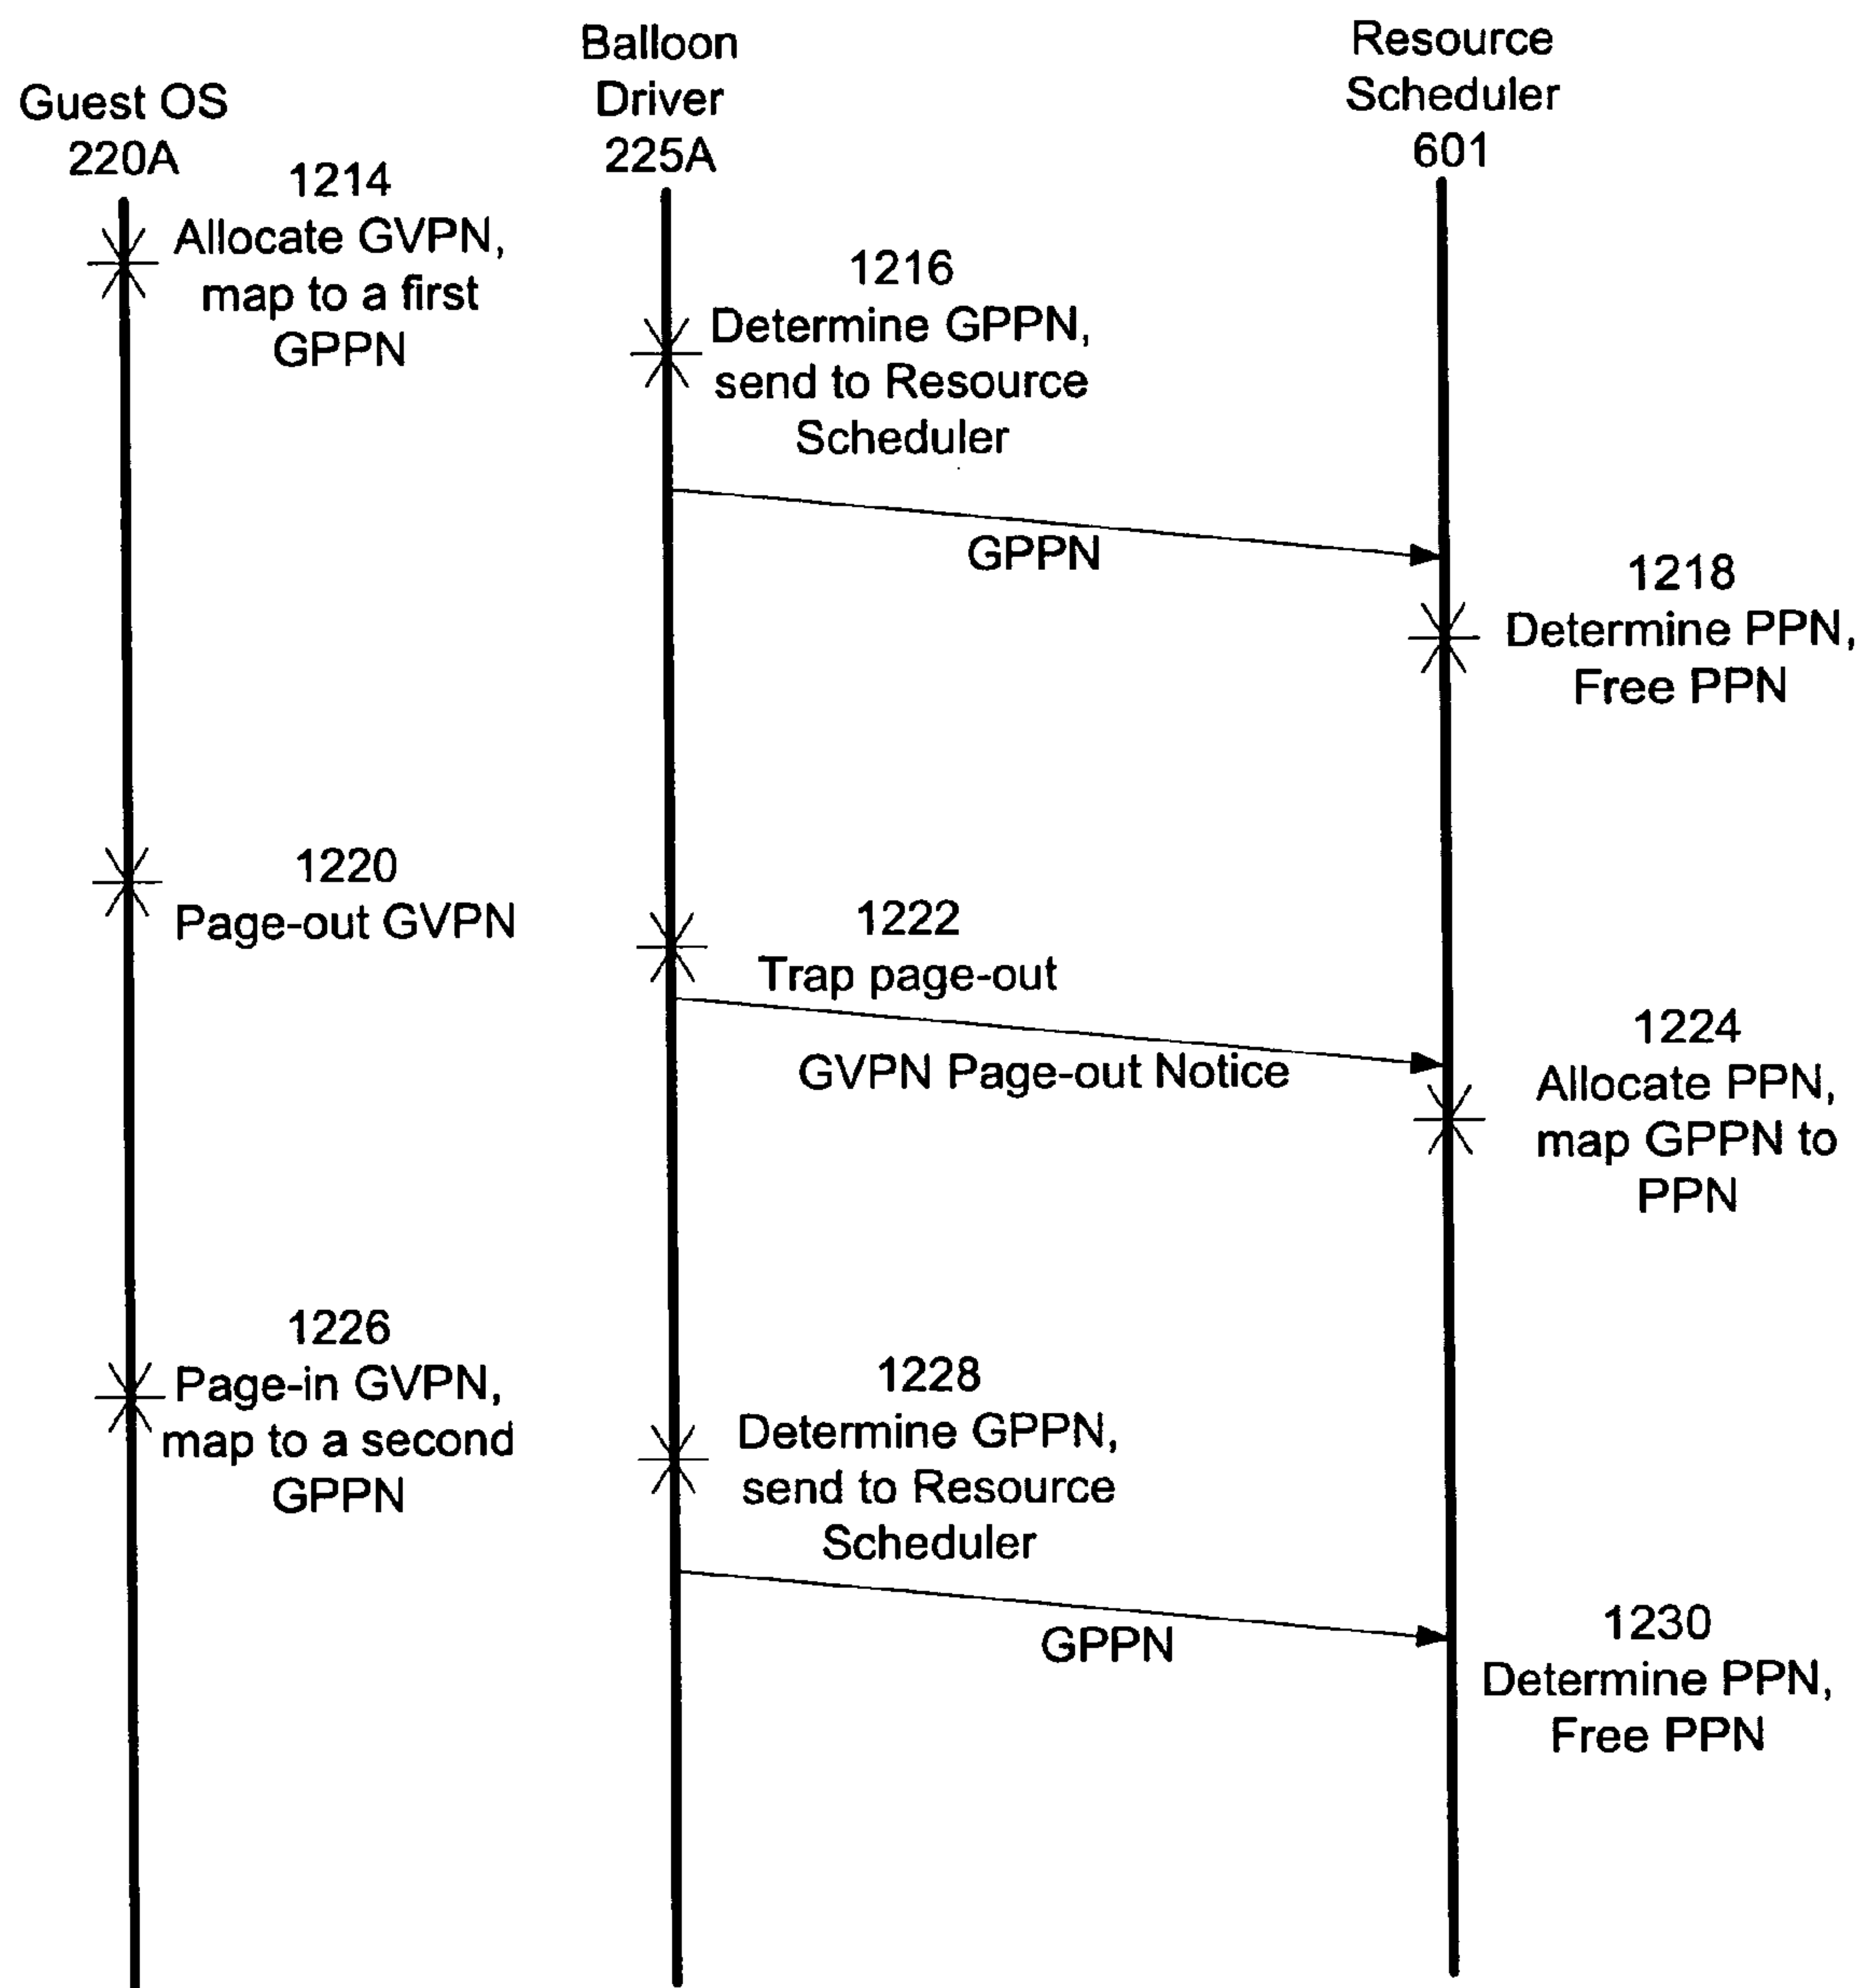 Guest OS
220A
Balloon
Driver
225A
Resource
Scheduler
601
1214
Allocate GVPN,
map to a first
GPPN
1216
Determine GPPN,
send to Resource
Scheduler
GPPN
1218
Determine PPN,
Free PPN
1220
Page-out GVPN
1222
Trap page-out
GVPN Page-out Notice
1224
Allocate PPN,
map GPPN to
PPN
1226
Page-in GVPN,
map to a second
GPPN
1228
Determine GPPN,
send to Resource
Scheduler
GPPN
1230
Determine PPN,
Free PPN